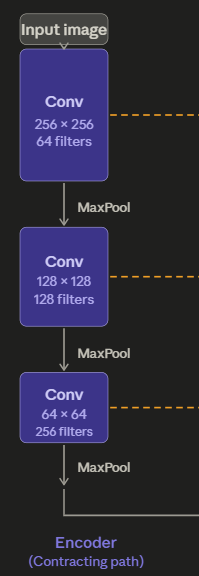 Input image
Conv
256 × 256
64 filters
MaxPool
Conv
128 × 128
128 filters
MaxPool
Conv
64 × 64
256 filters
MaxPool
Encoder
(Contracting path)